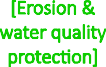 [Erosion &
water quality
protection]